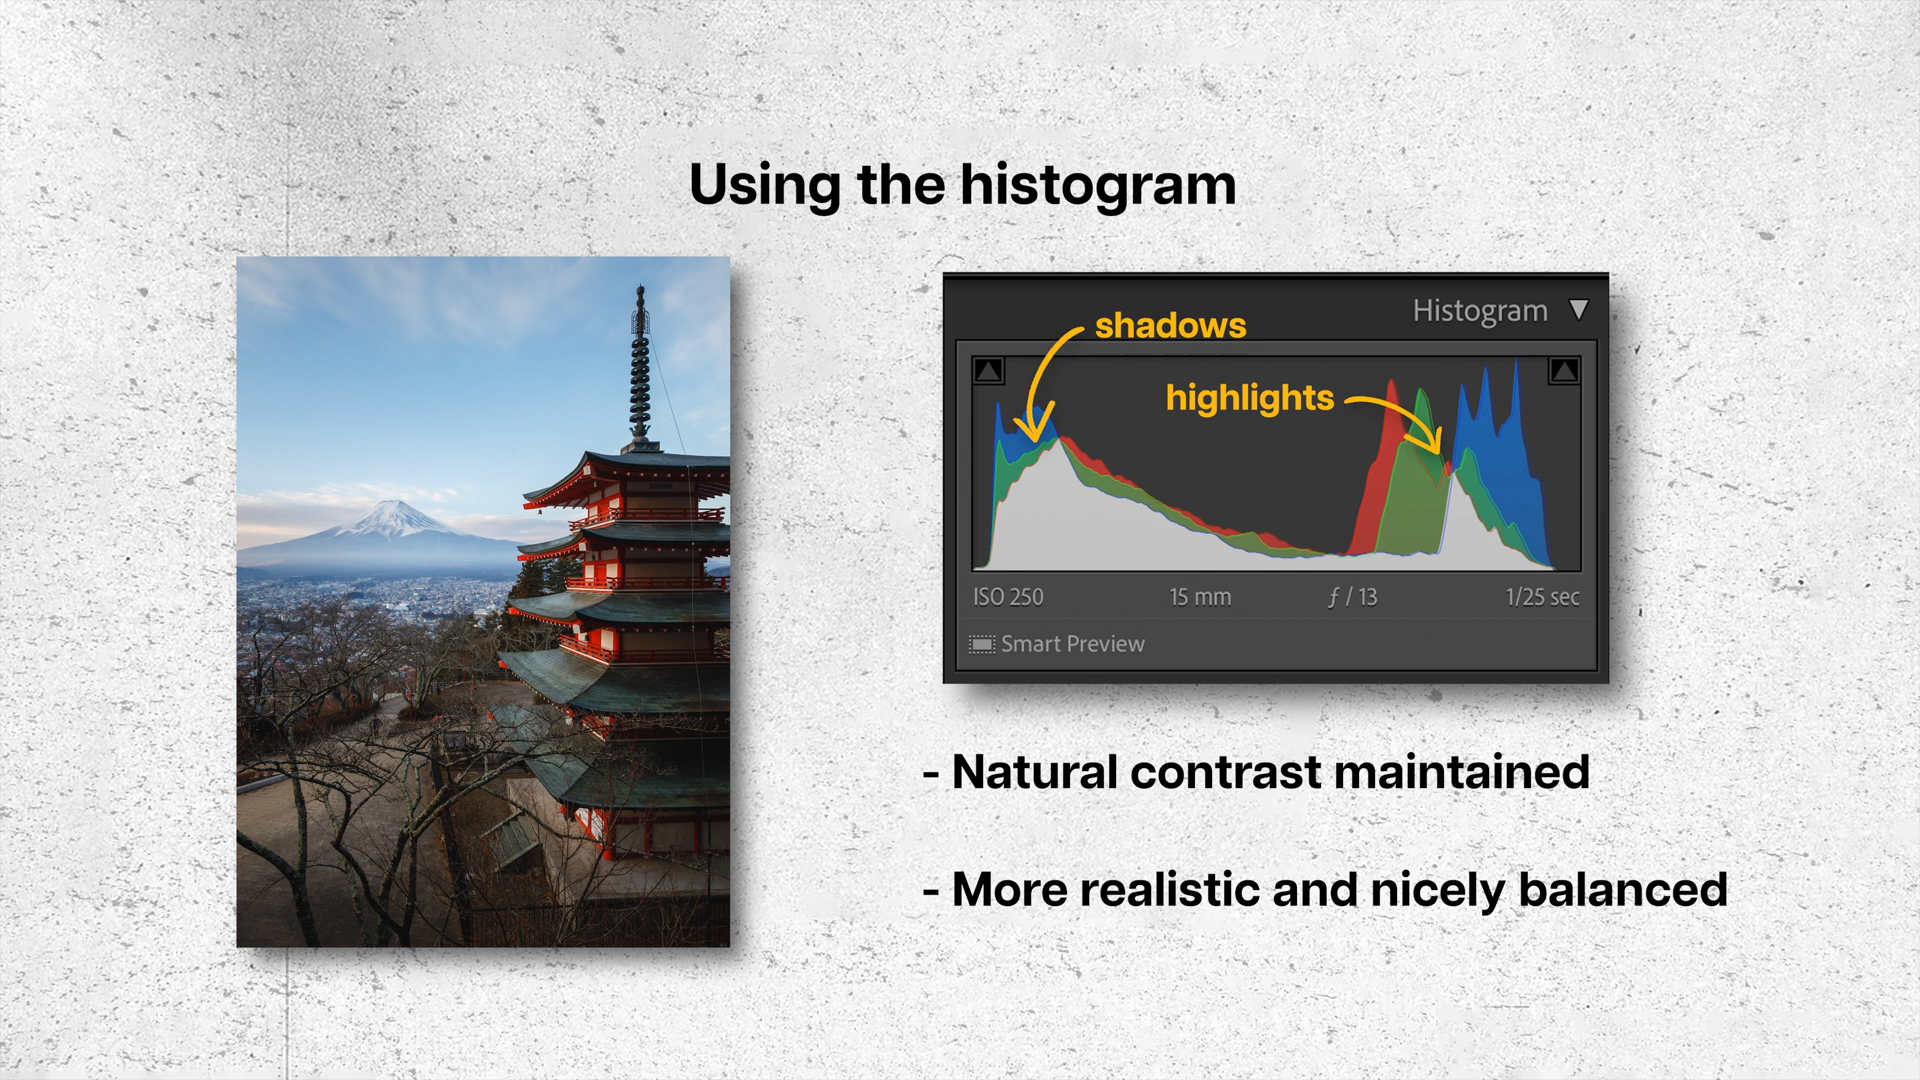 Using the histogram
Histogram
shadows
highlights
ISO 250 15 mm ƒ / 13 1/25 sec
Smart Preview
- Natural contrast maintained
- More realistic and nicely balanced